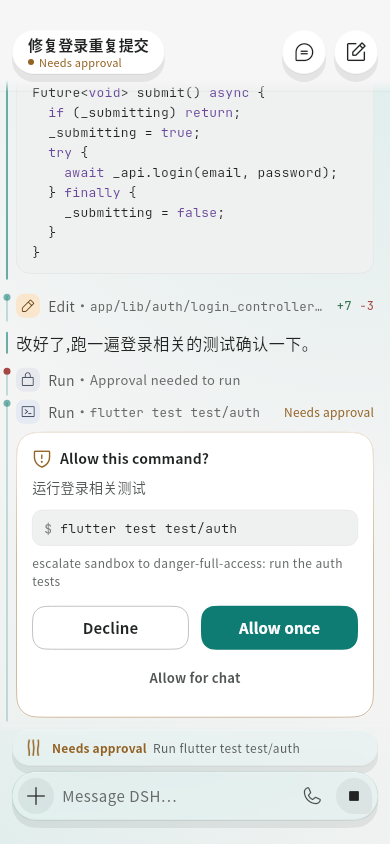 修复登录重复提交
Needs approval
Future<void> submit() async {
if (_submitting) return;
_submitting = true;
try {
await _api.login(email, password);
} finally {
_submitting = false;
}
}
Edit · app/lib/auth/login_controller… +7 -3
改好了,跑一遍登录相关的测试确认一下。
Run · Approval needed to run
Run · flutter test test/auth Needs approval
Allow this command?
运行登录相关测试
$ flutter test test/auth
escalate sandbox to danger-full-access: run the auth
tests
Decline Allow once
Allow for chat
Needs approval Run flutter test test/auth
Message DSH…